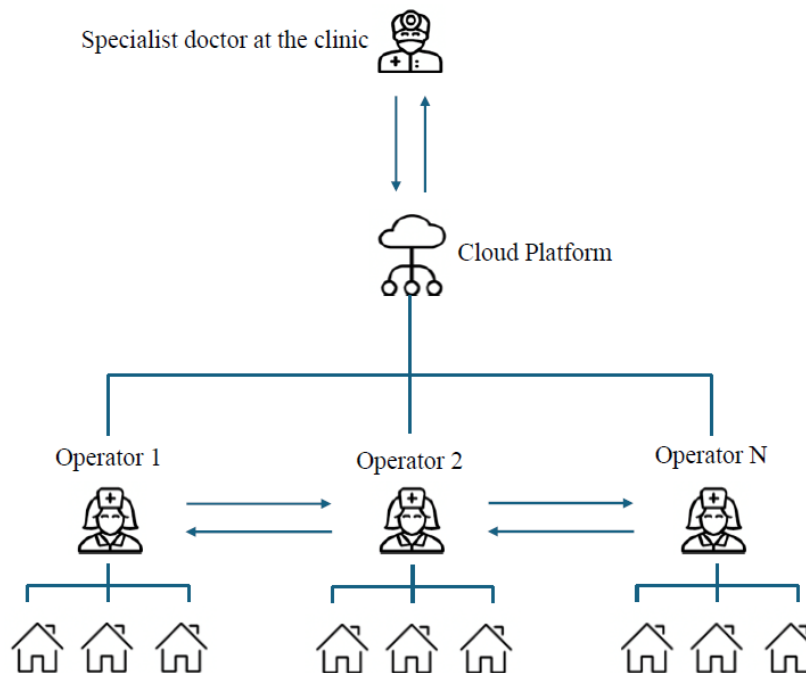 Specialist doctor at the clinic
Cloud Platform
Operator 1
Operator 2
Operator N